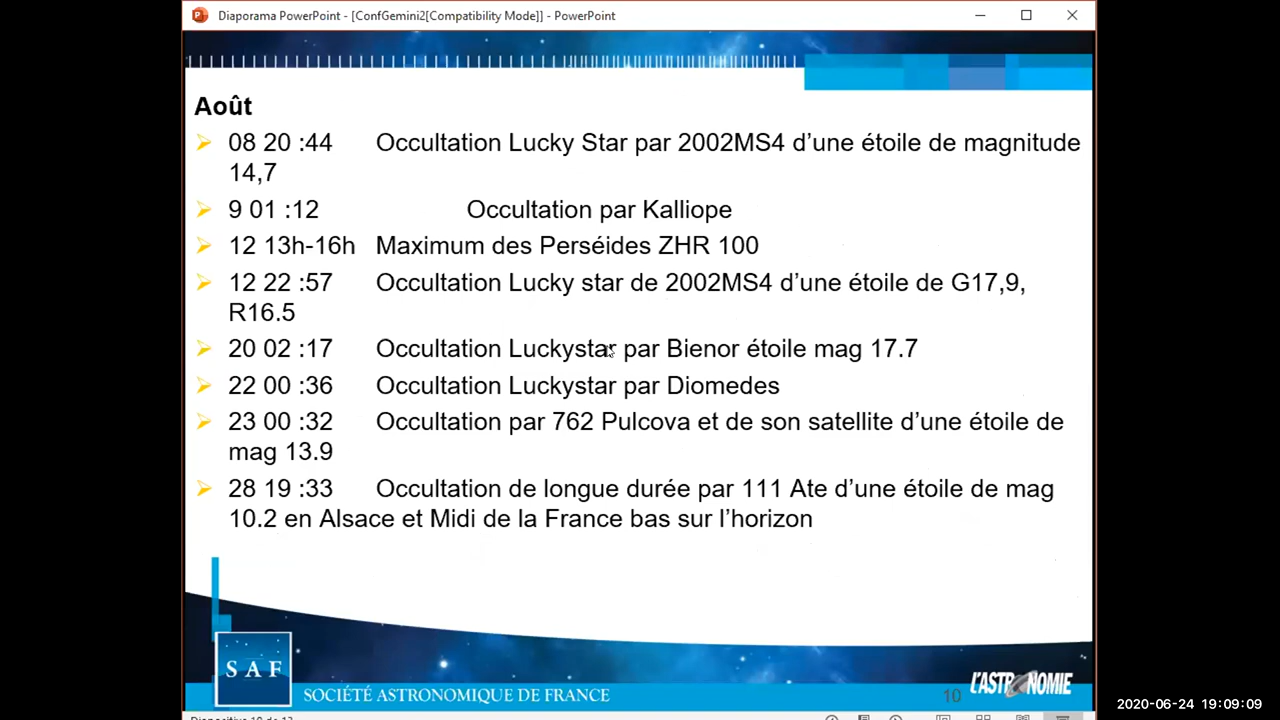 Diaporama PowerPoint - [ConfGemini2[Compatibility Mode]] - PowerPoint
Août
08 20 :44 Occultation Lucky Star par 2002MS4 d’une étoile de magnitude
14,7
9 01 :12 Occultation par Kalliope
12 13h-16h Maximum des Perséides ZHR 100
12 22 :57 Occultation Lucky star de 2002MS4 d’une étoile de G17,9,
R16.5
20 02 :17 Occultation Luckystar par Bienor étoile mag 17.7
22 00 :36 Occultation Luckystar par Diomedes
23 00 :32 Occultation par 762 Pulcova et de son satellite d’une étoile de
mag 13.9
28 19 :33 Occultation de longue durée par 111 Ate d’une étoile de mag
10.2 en Alsace et Midi de la France bas sur l’horizon
SAF
SOCIÉTÉ ASTRONOMIQUE DE FRANCE
10
L'ASTRONOMIE
2020-06-24 19:09:09